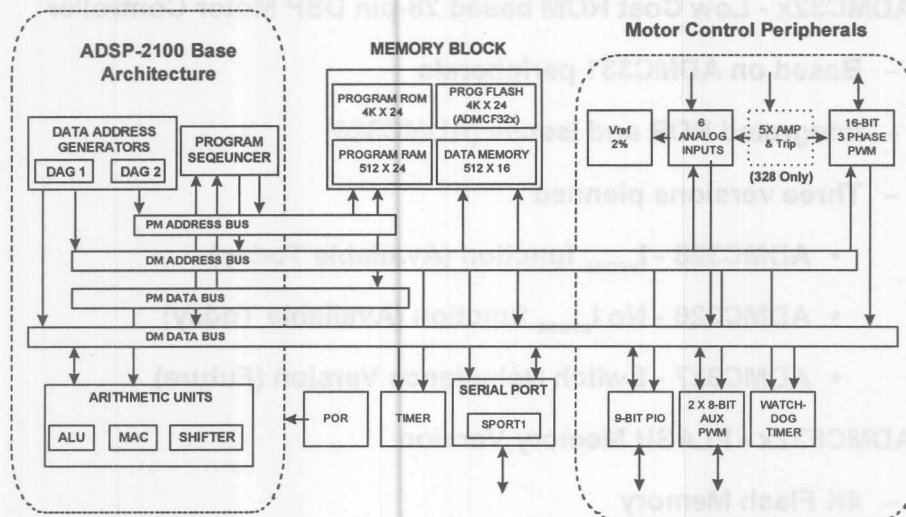 ADSP-2100 Base
Architecture
MEMORY BLOCK
Motor Control Peripherals
DATA ADDRESS
GENERATORS
DAG 1
DAG 2
PROGRAM
SEQEUNCER
PROGRAM ROM
4K X 24
PROG FLASH
4K X 24
(ADMCF32x)
PROGRAM RAM
512 X 24
DATA MEMORY
512 X 16
Vref
2%
6
ANALOG
INPUTS
5X AMP
& Trip
(328 Only)
16-BIT
3 PHASE
PWM
PM ADDRESS BUS
DM ADDRESS BUS
PM DATA BUS
DM DATA BUS
ARITHMETIC UNITS
ALU
MAC
SHIFTER
POR
TIMER
SERIAL PORT
SPORT1
9-BIT PIO
2 X 8-BIT
AUX
PWM
WATCH-
DOG
TIMER